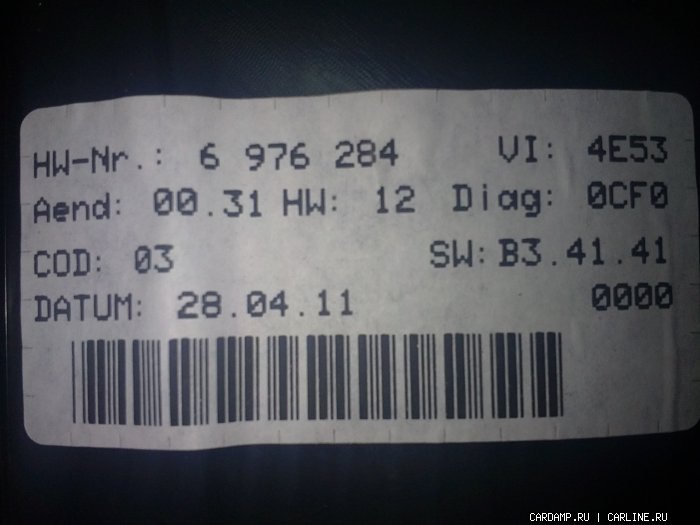 HW-Nr.: 6 976 284 VI: 4E53
Aend: 00.31 HW: 12 Diag: 0CF0
COD: 03 SW: B3.41.41
DATUM: 28.04.11 0000
CARDAMP.RU | CARLINE.RU